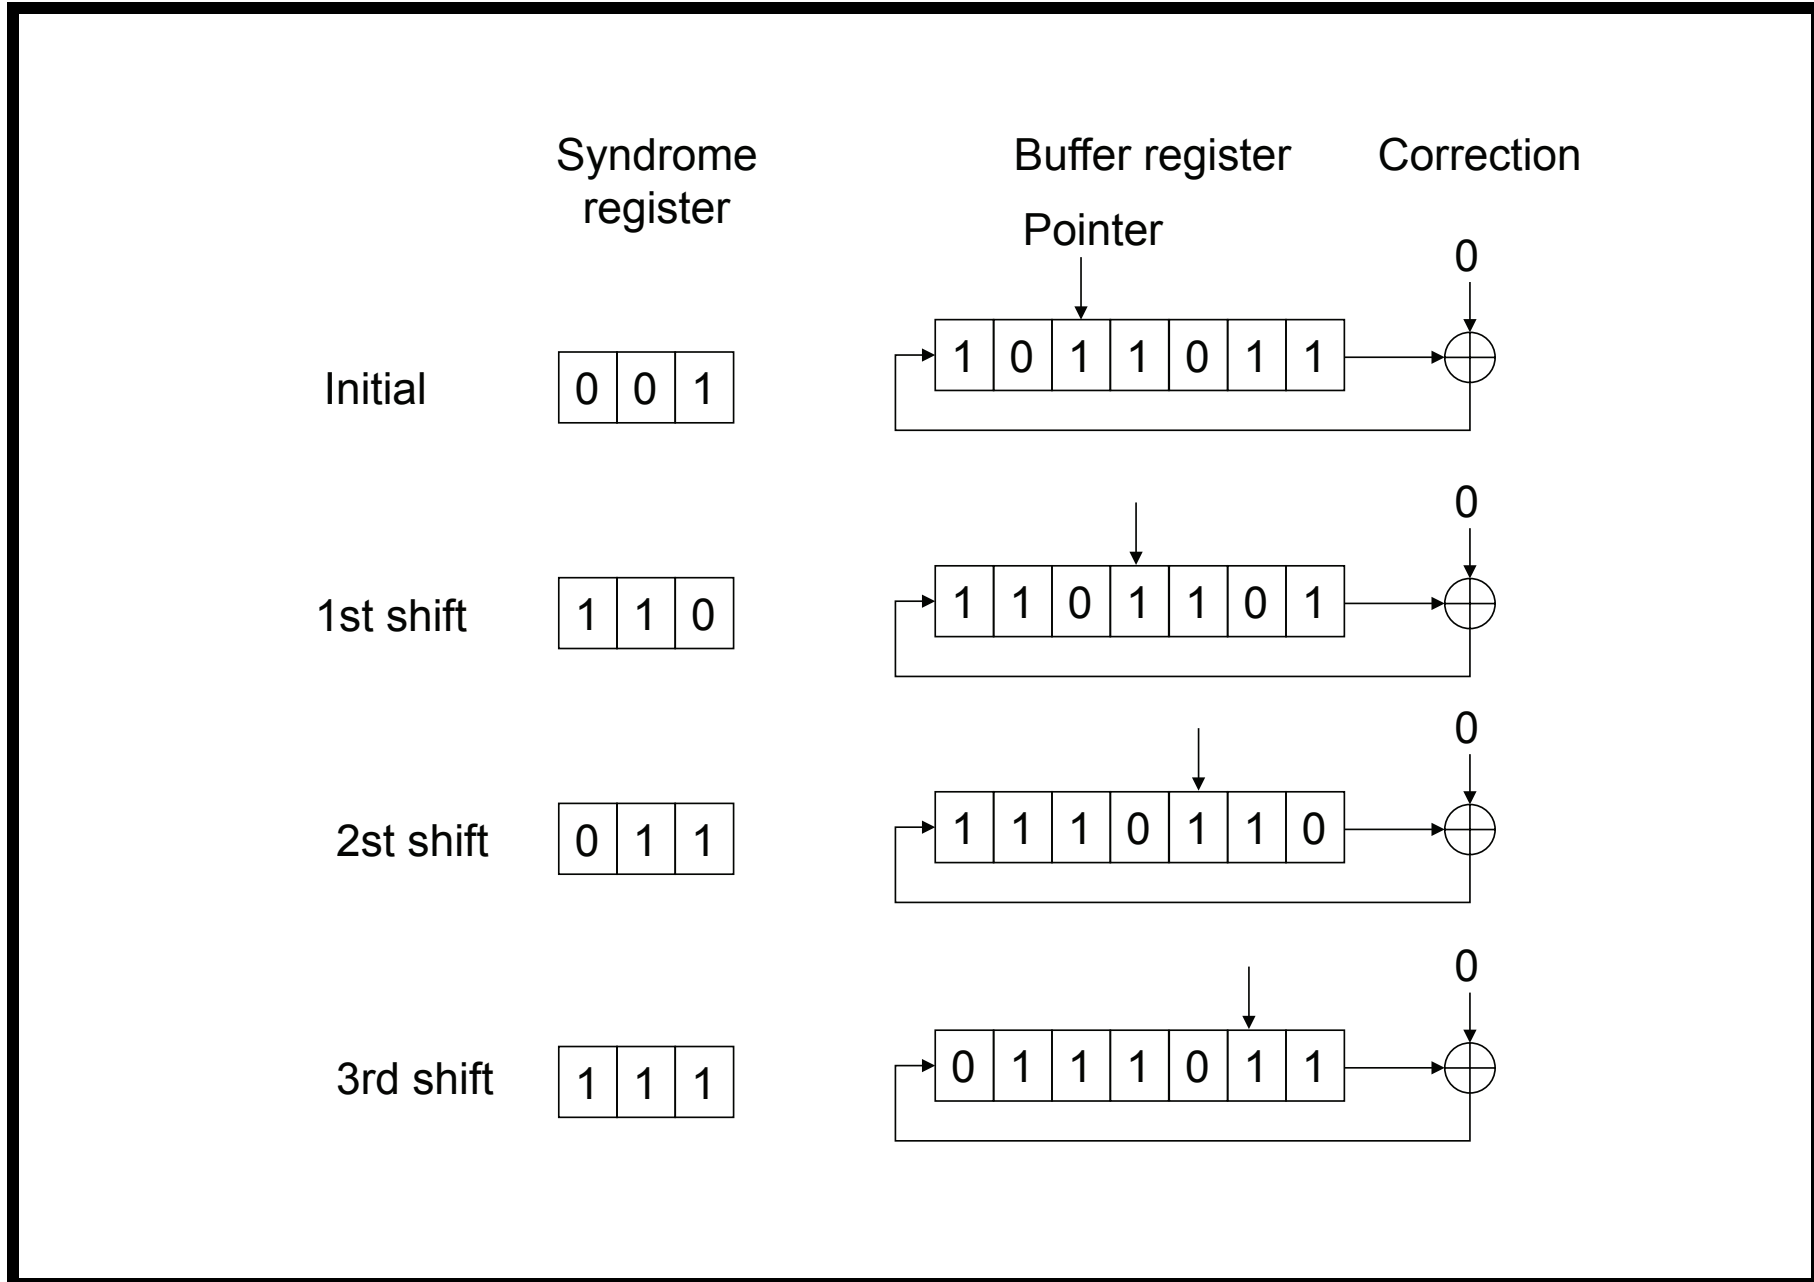 Syndrome
register
Buffer register
Correction
Pointer
0
Initial
0 0 1
1 0 1 1 0 1 1
0
1st shift
1 1 0
1 1 0 1 1 0 1
0
2st shift
0 1 1
1 1 1 0 1 1 0
0
3rd shift
1 1 1
0 1 1 1 0 1 1